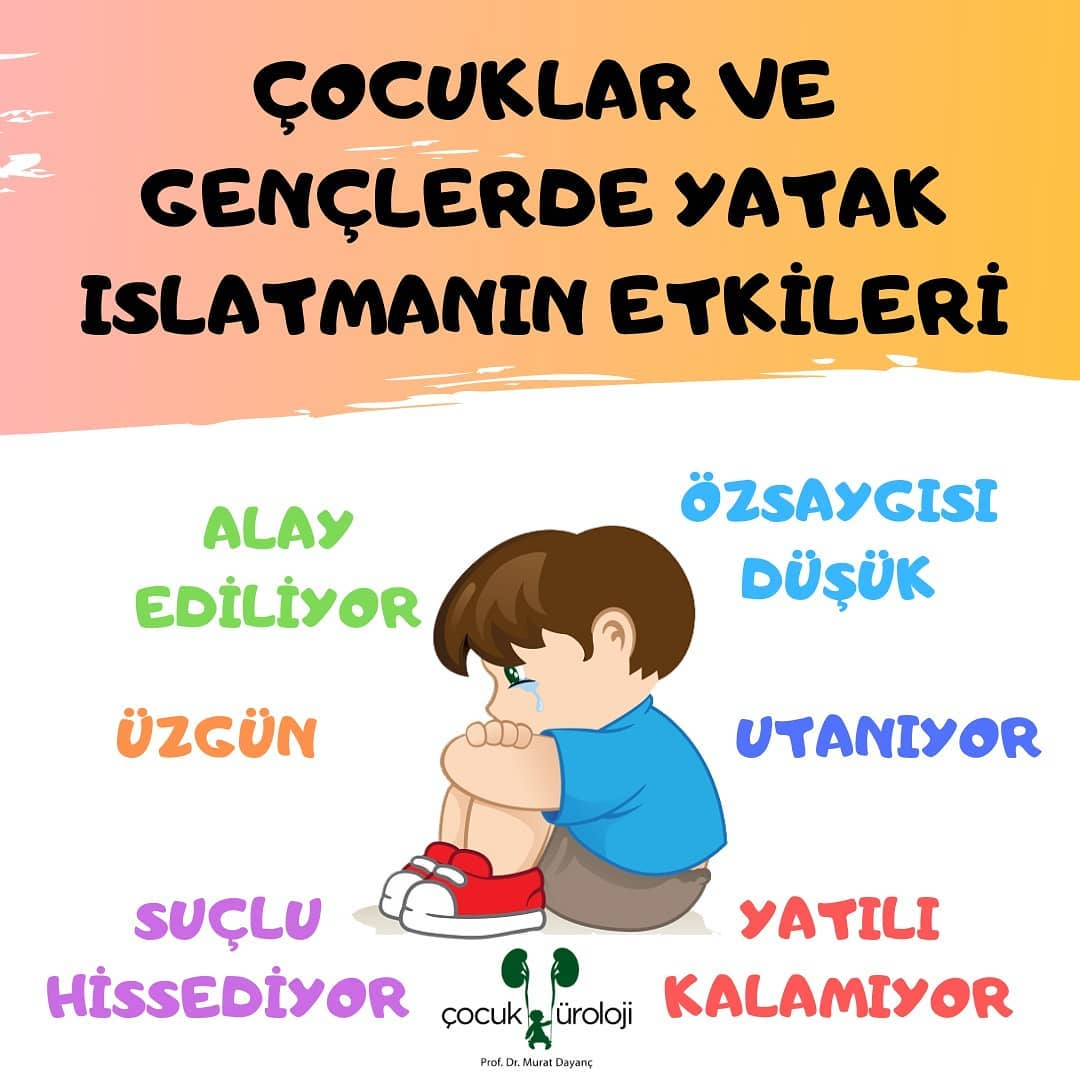 ÇOCUKLAR VE
GENÇLERDE YATAK
ISLATMANIN ETKİLERİ
ALAY
EDİLİYOR
ÖZSAYGISI
DÜŞÜK
ÜZGÜN
UTANIYOR
SUÇLU
HİSSEDİYOR
YATILI
KALAMIYOR
çocuk üroloji
Prof. Dr. Murat Dayanç